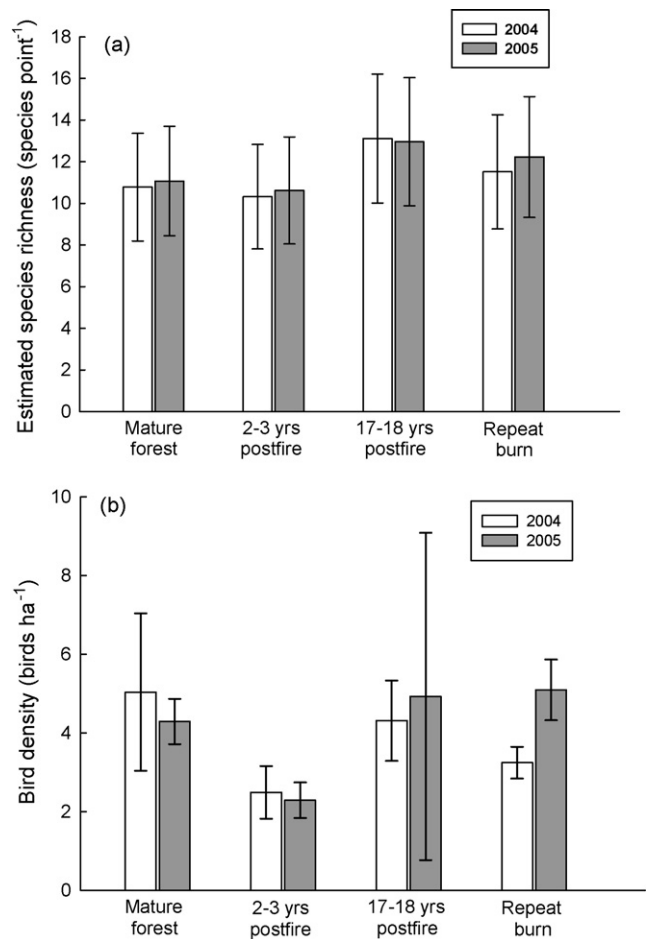 (a)
2004
2005
Estimated species richness (species point⁻¹)
18
16
14
12
10
8
6
4
2
0
Mature forest
2-3 yrs postfire
17-18 yrs postfire
Repeat burn
(b)
2004
2005
Bird density (birds ha⁻¹)
10
8
6
4
2
0
Mature forest
2-3 yrs postfire
17-18 yrs postfire
Repeat burn